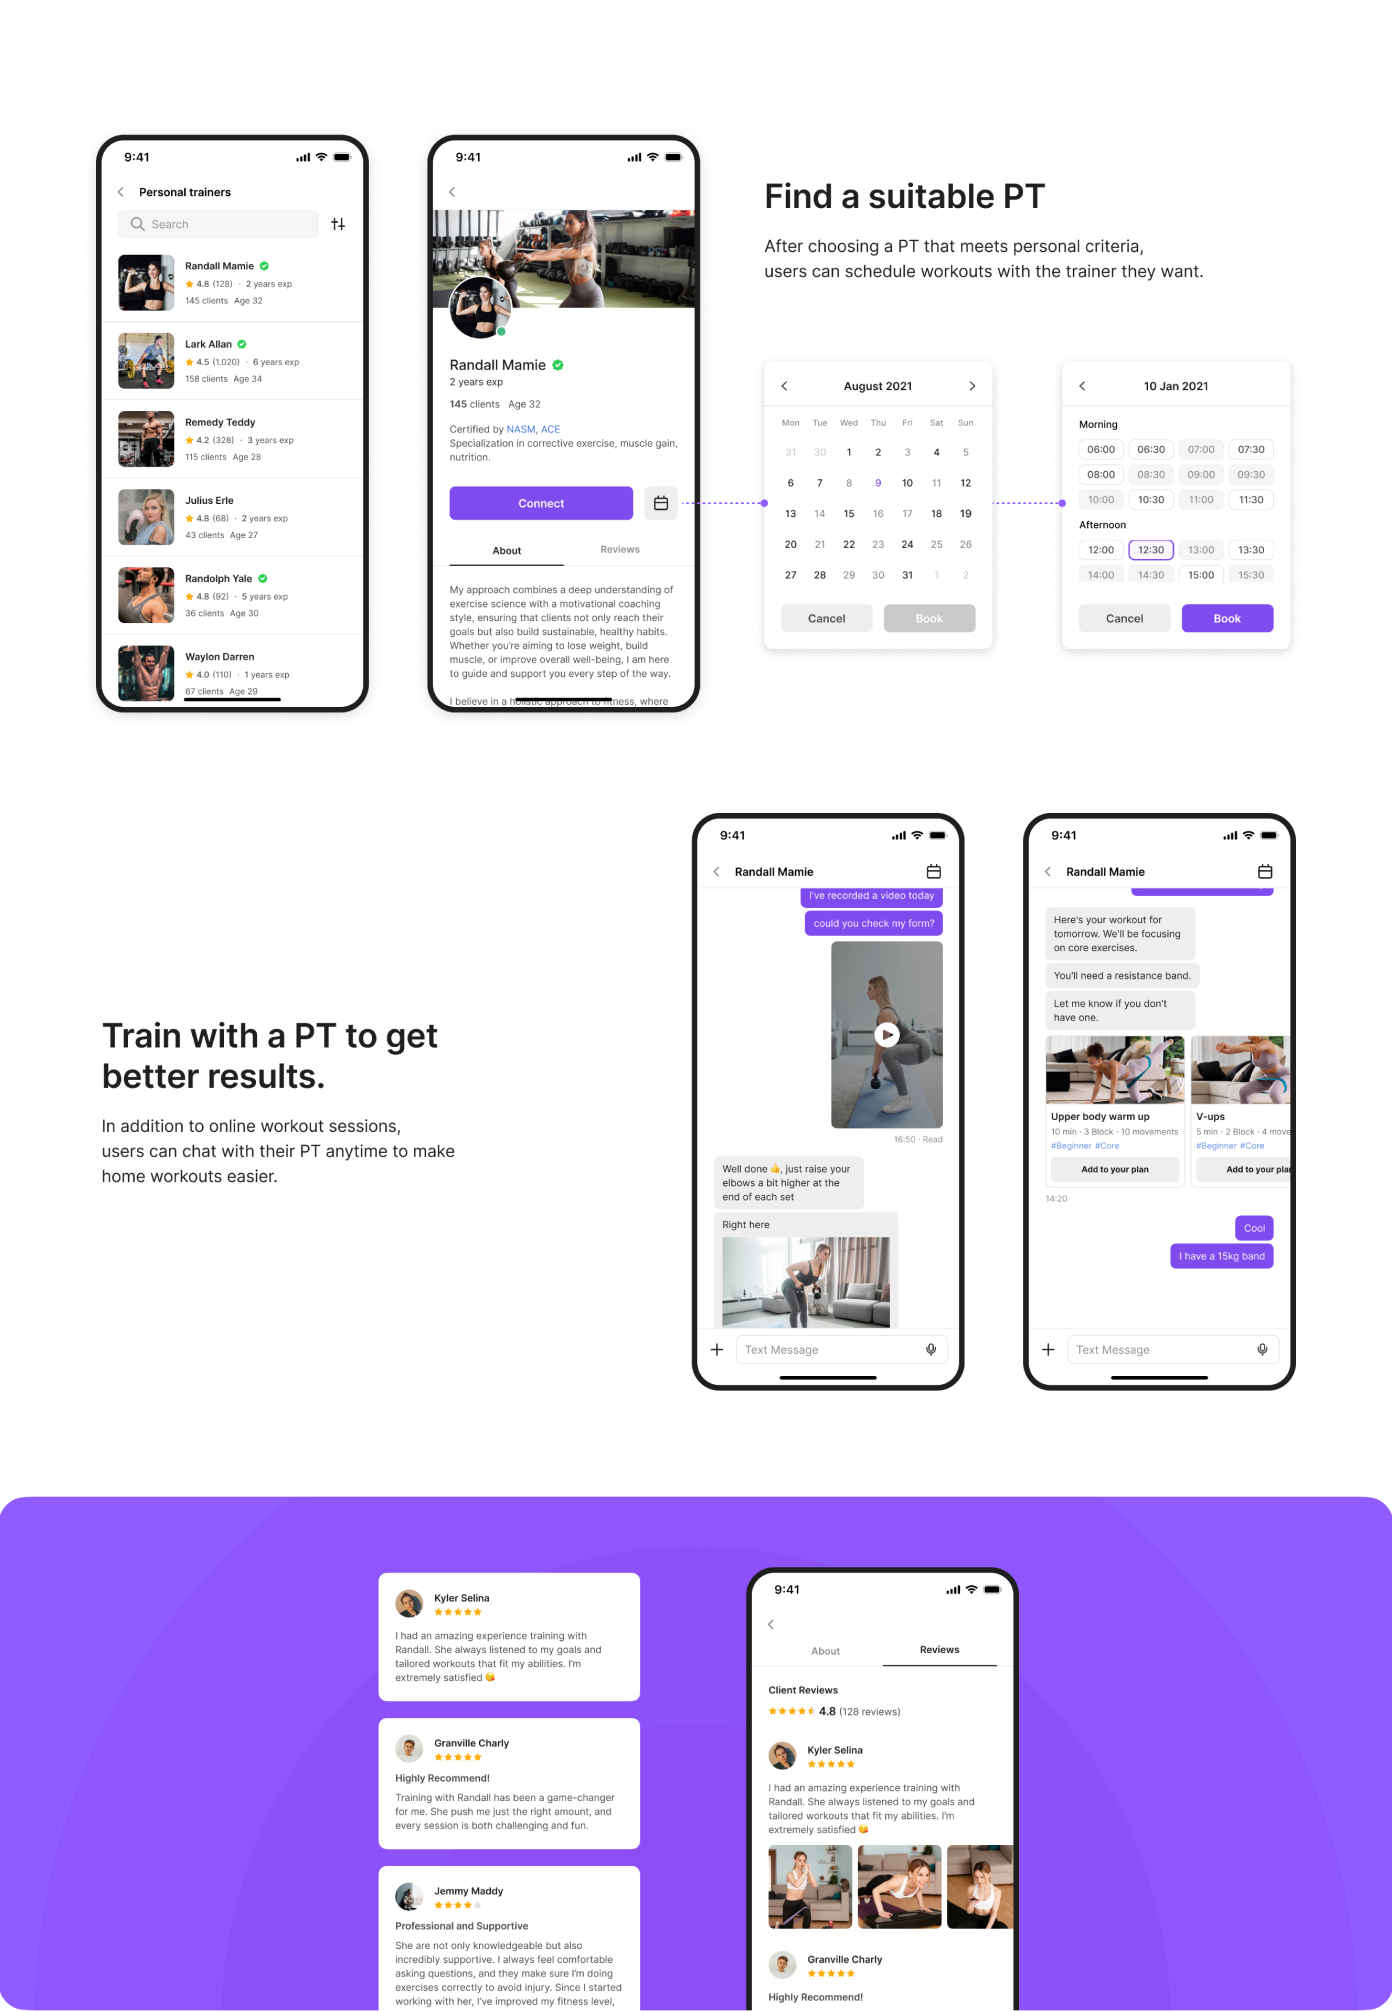 9:41
Personal trainers
Search
Randall Mamie
4.8 (128) · 2 years exp
145 clients Age 32
Lark Allan
4.5 (1.020) · 6 years exp
158 clients Age 34
Remedy Teddy
4.2 (328) · 3 years exp
115 clients Age 28
Julius Erle
4.8 (68) · 2 years exp
43 clients Age 27
Randolph Yale
4.8 (92) · 5 years exp
36 clients Age 30
Waylon Darren
4.0 (110) · 1 years exp
67 clients Age 29
9:41
Randall Mamie
2 years exp
145 clients Age 32
Certified by NASM, ACE
Specialization in corrective exercise, muscle gain,
nutrition.
Connect
About Reviews
My approach combines a deep understanding of
exercise science with a motivational coaching
style, ensuring that clients not only reach their
goals but also build sustainable, healthy habits.
Whether you're aiming to lose weight, build
muscle, or improve overall well-being, I am here
to guide and support you every step of the way.
I believe in a holistic approach to fitness, where
Find a suitable PT
After choosing a PT that meets personal criteria,
users can schedule workouts with the trainer they want.
August 2021
Mon Tue Wed Thu Fri Sat Sun
31 30 1 2 3 4 5
6 7 8 9 10 11 12
13 14 15 16 17 18 19
20 21 22 23 24 25 26
27 28 29 30 31 1 2
Cancel Book
10 Jan 2021
Morning
06:00 06:30 07:00 07:30
08:00 08:30 09:00 09:30
10:00 10:30 11:00 11:30
Afternoon
12:00 12:30 13:00 13:30
14:00 14:30 15:00 15:30
Cancel Book
Train with a PT to get
better results.
In addition to online workout sessions,
users can chat with their PT anytime to make
home workouts easier.
9:41
Randall Mamie
I've recorded a video today
could you check my form?
16:50 · Read
Well done 👍, just raise your
elbows a bit higher at the
end of each set
Right here
Text Message
9:41
Randall Mamie
Here's your workout for
tomorrow. We'll be focusing
on core exercises.
You'll need a resistance band.
Let me know if you don't
have one.
Upper body warm up
10 min · 3 Block · 10 movements
#Beginner #Core
Add to your plan
V-ups
5 min · 2 Block · 4 move
#Beginner #Core
Add to your plan
14:20
Cool
I have a 15kg band
Text Message
Kyler Selina
I had an amazing experience training with
Randall. She always listened to my goals and
tailored workouts that fit my abilities. I'm
extremely satisfied 😋
Granville Charly
Highly Recommend!
Training with Randall has been a game-changer
for me. She push me just the right amount, and
every session is both challenging and fun.
Jemmy Maddy
Professional and Supportive
She are not only knowledgeable but also
incredibly supportive. I always feel comfortable
asking questions, and they make sure I'm doing
exercises correctly to avoid injury. Since I started
working with her, I've improved my fitness level,
9:41
About Reviews
Client Reviews
4.8 (128 reviews)
Kyler Selina
I had an amazing experience training with
Randall. She always listened to my goals and
tailored workouts that fit my abilities. I'm
extremely satisfied 😋
Granville Charly
Highly Recommend!